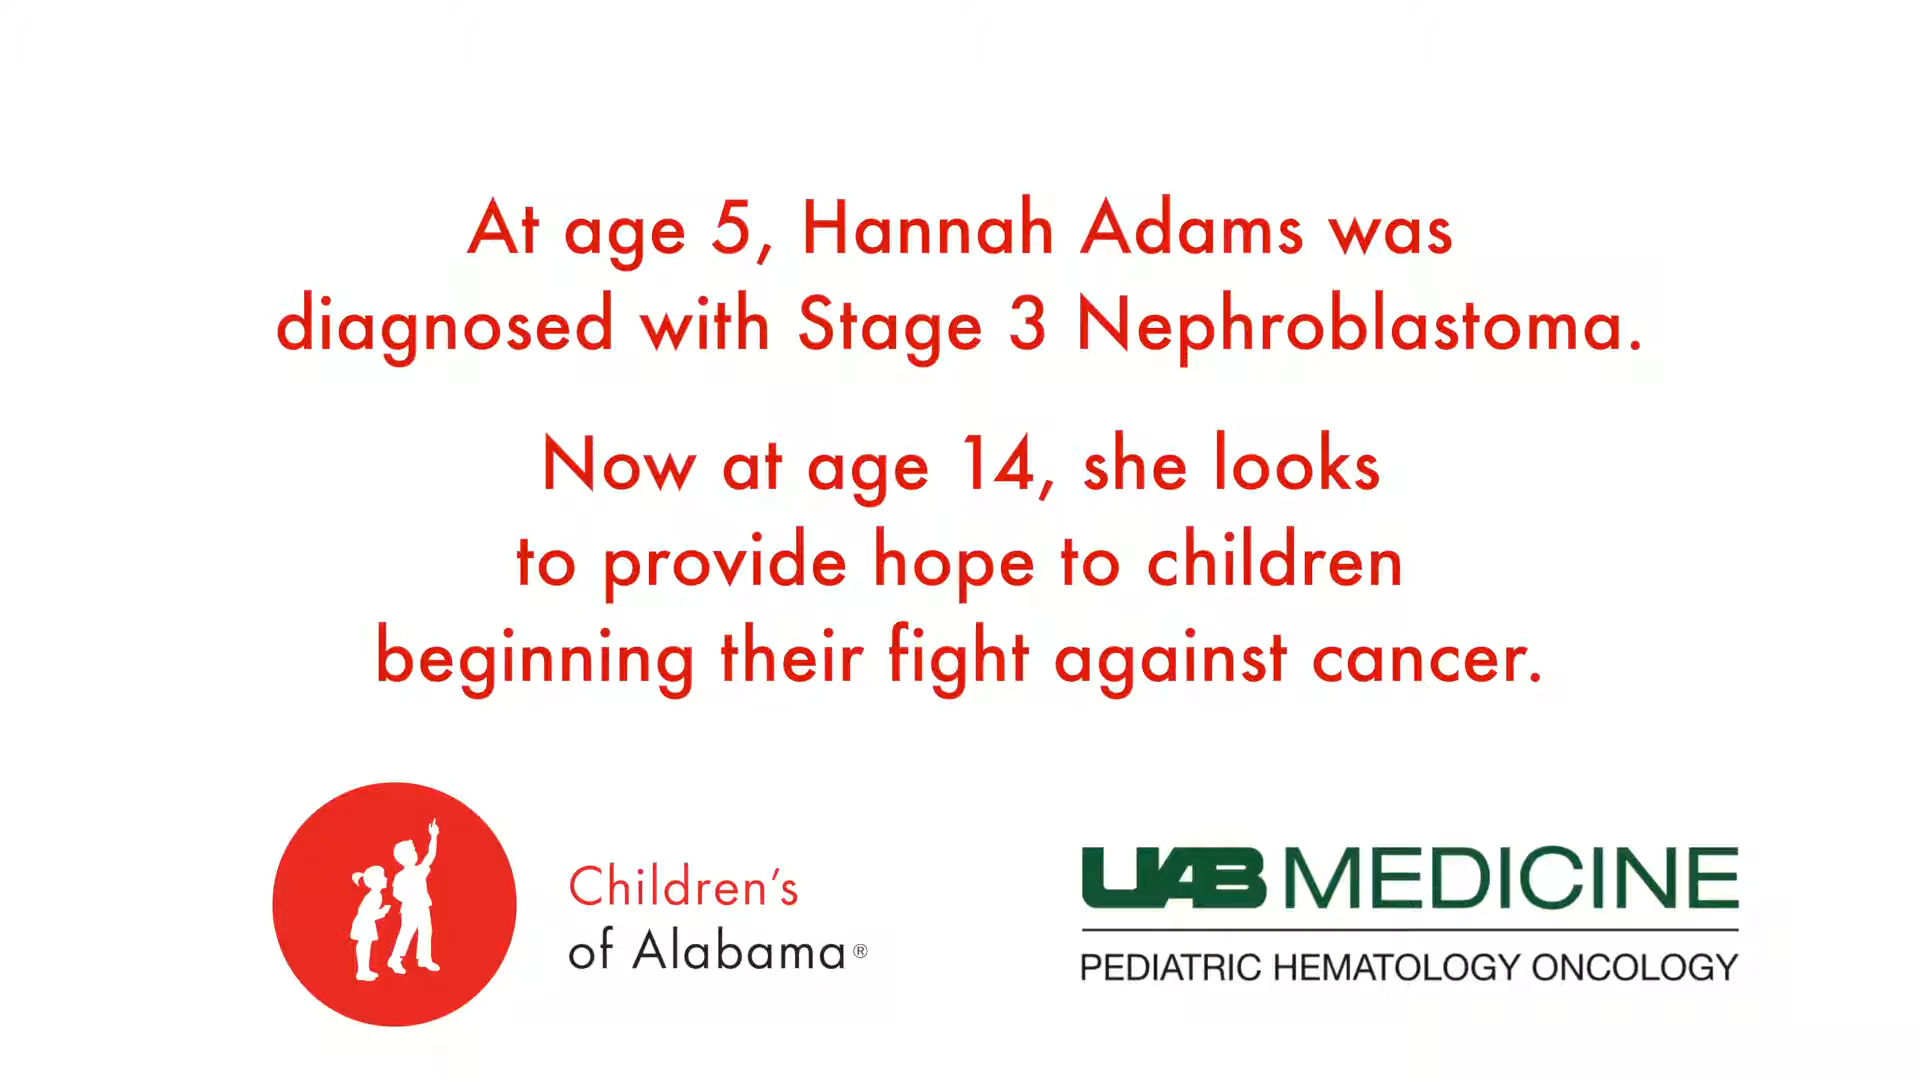 At age 5, Hannah Adams was
diagnosed with Stage 3 Nephroblastoma.
Now at age 14, she looks
to provide hope to children
beginning their fight against cancer.
Children's
of Alabama®
UAB MEDICINE
PEDIATRIC HEMATOLOGY ONCOLOGY